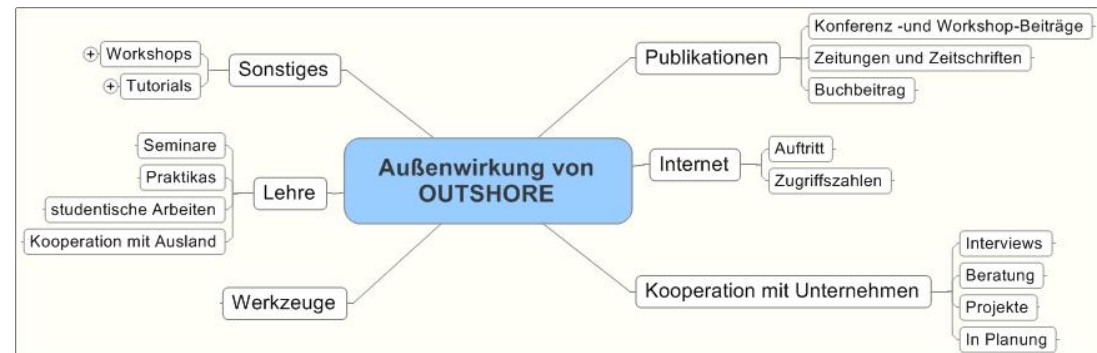 Außenwirkung von
OUTSHORE
Publikationen
Konferenz -und Workshop-Beiträge
Zeitungen und Zeitschriften
Buchbeitrag
Internet
Auftritt
Zugriffszahlen
Kooperation mit Unternehmen
Interviews
Beratung
Projekte
In Planung
Sonstiges
Workshops
Tutorials
Lehre
Seminare
Praktikas
studentische Arbeiten
Kooperation mit Ausland
Werkzeuge